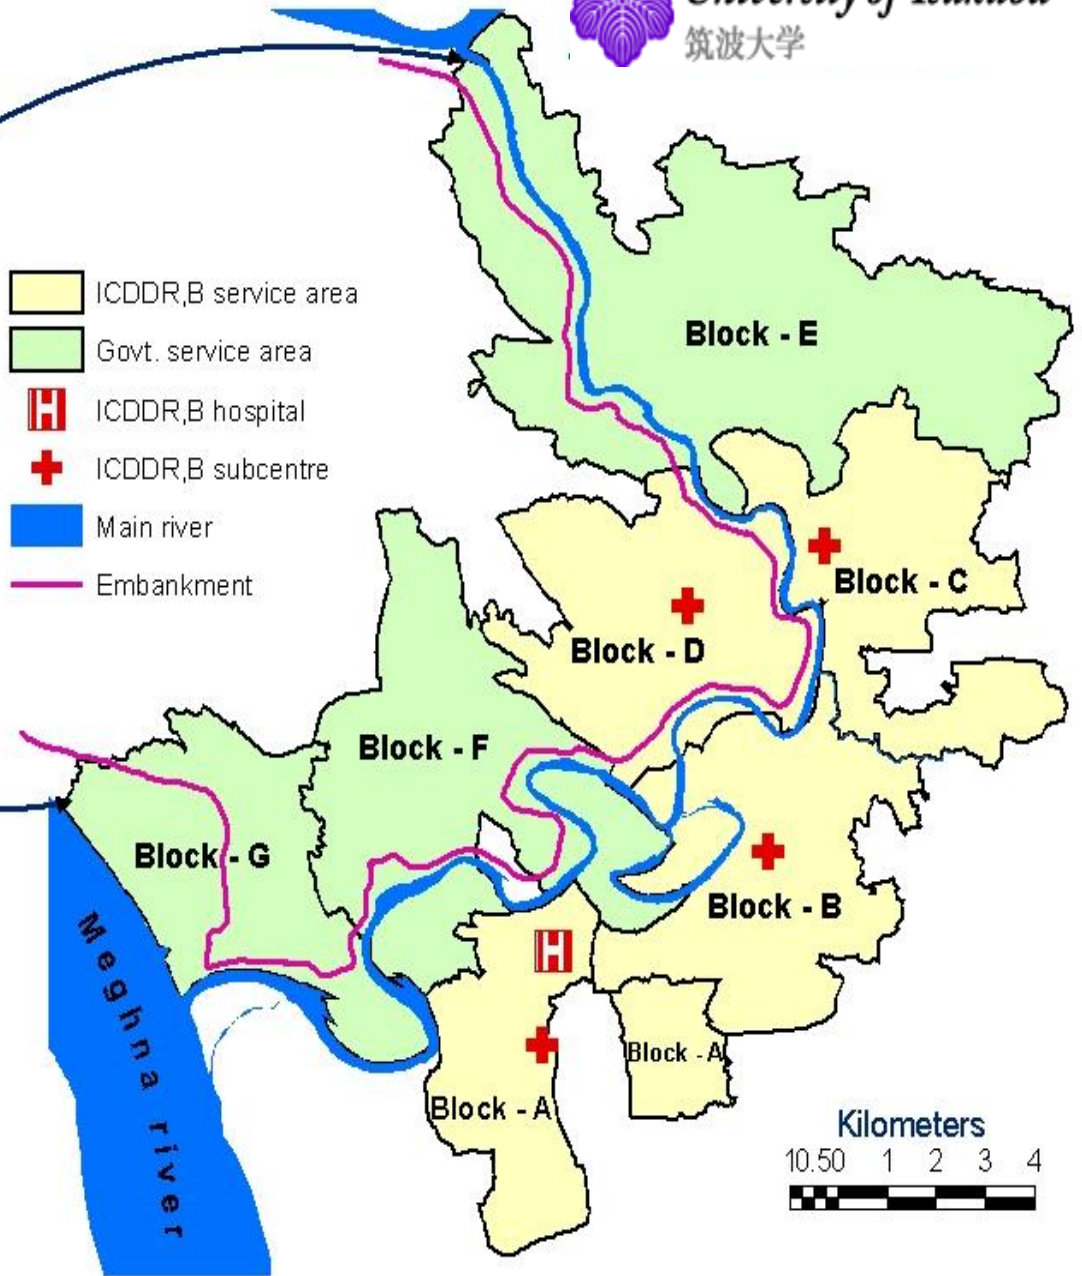 筑波大学
ICDDR,B service area
Govt. service area
H ICDDR,B hospital
ICDDR,B subcentre
Main river
Embankment
Block - E
Block - C
Block - D
Block - F
Block - G
Block - B
H
Block - A
Block - A
Meghna river
Kilometers
10.50 1 2 3 4